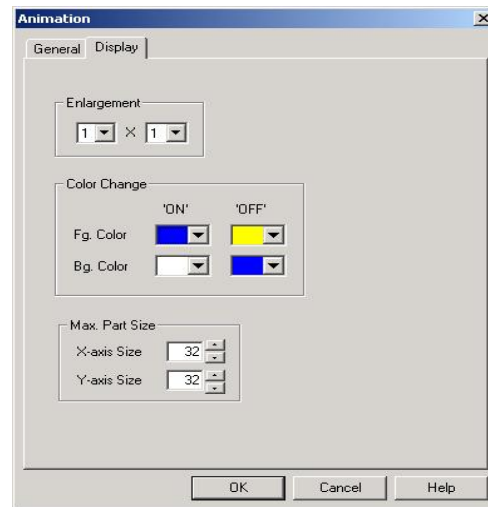 Animation
General Display
Enlargement
1 X 1
Color Change
'ON' 'OFF'
Fg. Color
Bg. Color
Max. Part Size
X-axis Size 32
Y-axis Size 32
OK Cancel Help